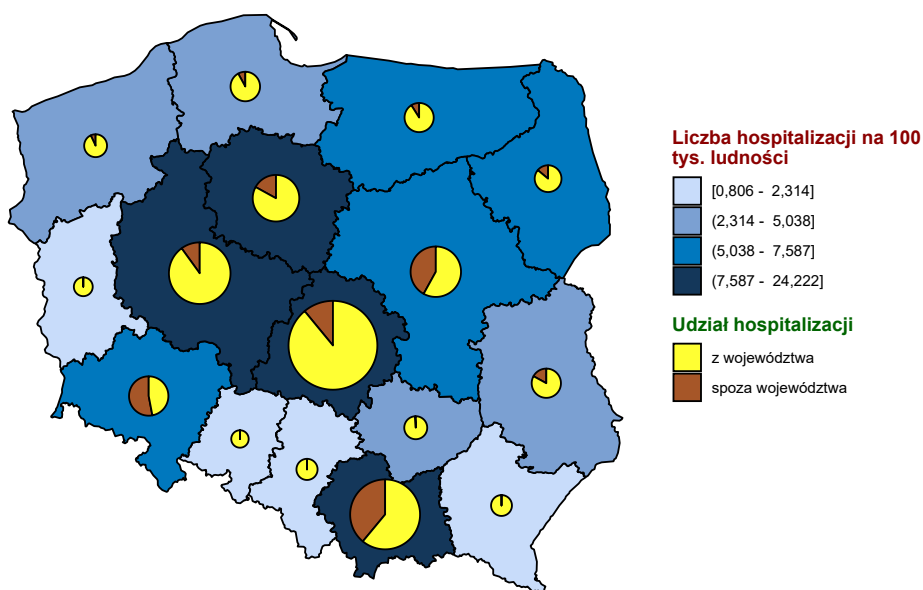 Liczba hospitalizacji na 100
tys. ludności
[0,806 - 2,314]
(2,314 - 5,038]
(5,038 - 7,587]
(7,587 - 24,222]
Udział hospitalizacji
z województwa
spoza województwa